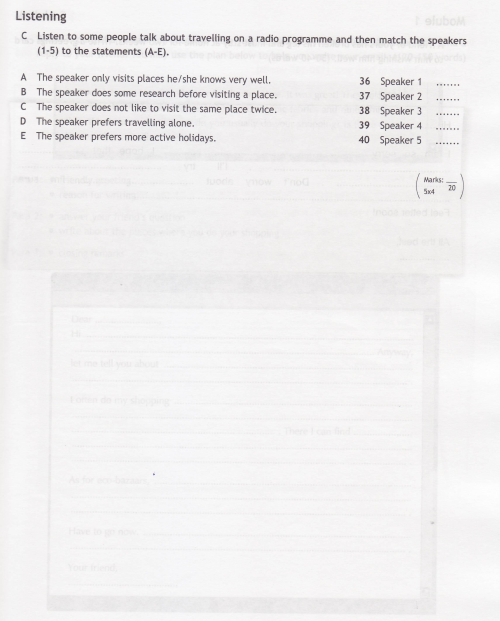 Listening
C Listen to some people talk about travelling on a radio programme and then match the speakers
(1-5) to the statements (A-E).
A The speaker only visits places he/she knows very well.
B The speaker does some research before visiting a place.
C The speaker does not like to visit the same place twice.
D The speaker prefers travelling alone.
E The speaker prefers more active holidays.
36 Speaker 1 .......
37 Speaker 2 .......
38 Speaker 3 .......
39 Speaker 4 .......
40 Speaker 5 .......
Marks: __
5x4 20